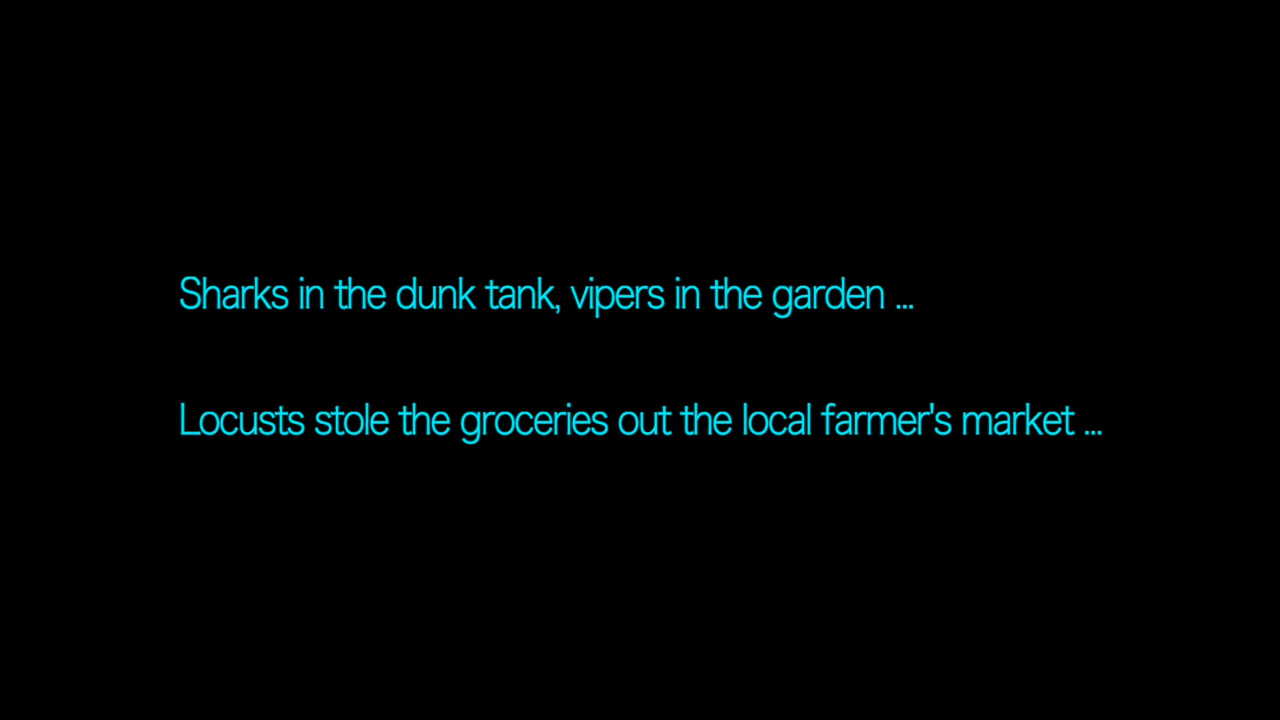 Sharks in the dunk tank, vipers in the garden ...
Locusts stole the groceries out the local farmer's market ...